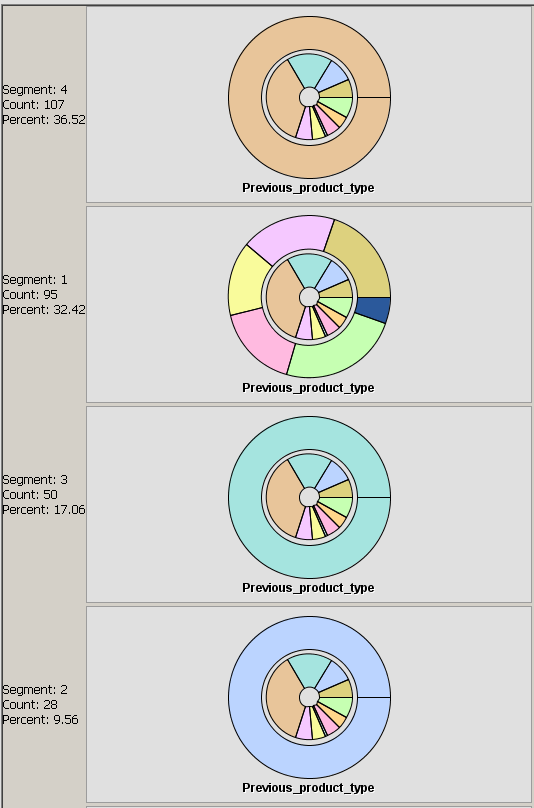 Segment: 4
Count: 107
Percent: 36.52
Previous_product_type
Segment: 1
Count: 95
Percent: 32.42
Previous_product_type
Segment: 3
Count: 50
Percent: 17.06
Previous_product_type
Segment: 2
Count: 28
Percent: 9.56
Previous_product_type